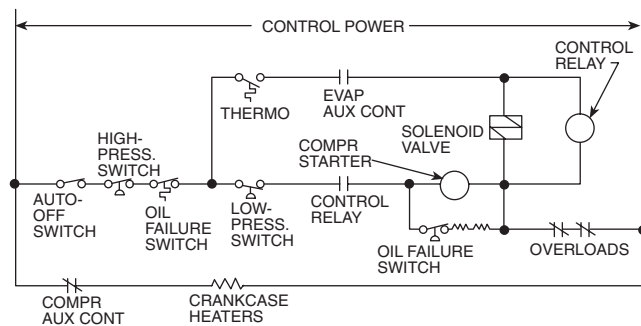 CONTROL POWER
CONTROL
RELAY
THERMO
EVAP
AUX CONT
SOLENOID
VALVE
HIGH-
PRESS.
SWITCH
COMPR
STARTER
AUTO-
OFF
SWITCH
OIL
FAILURE
SWITCH
LOW-
PRESS.
SWITCH
CONTROL
RELAY
OIL FAILURE
SWITCH
OVERLOADS
COMPR
AUX CONT
CRANKCASE
HEATERS